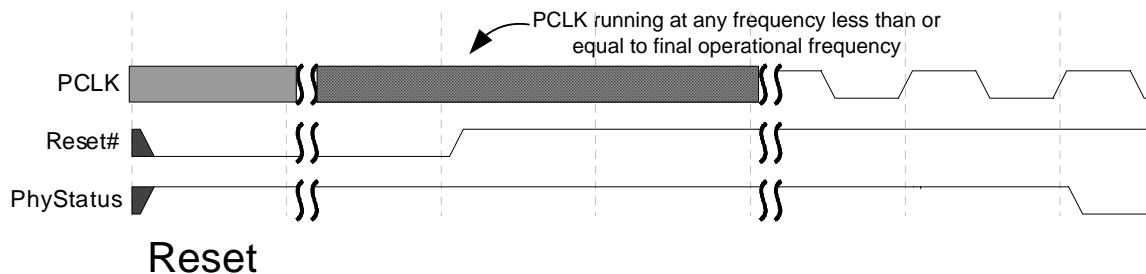 PCLK running at any frequency less than or
equal to final operational frequency
PCLK
Reset#
PhyStatus
Reset